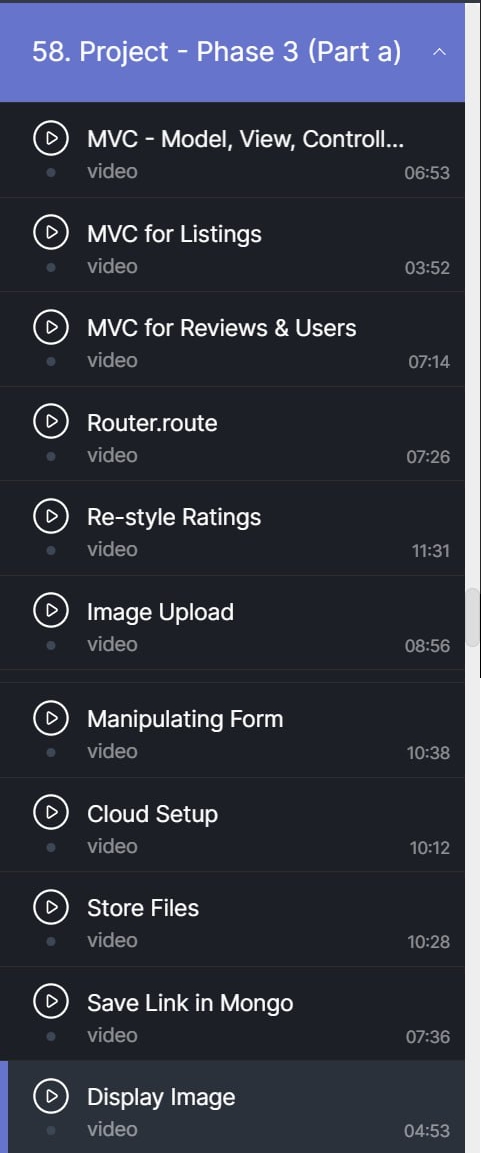 58. Project - Phase 3 (Part a)
MVC - Model, View, Controll...
video
06:53
MVC for Listings
video
03:52
MVC for Reviews & Users
video
07:14
Router.route
video
07:26
Re-style Ratings
video
11:31
Image Upload
video
08:56
Manipulating Form
video
10:38
Cloud Setup
video
10:12
Store Files
video
10:28
Save Link in Mongo
video
07:36
Display Image
video
04:53